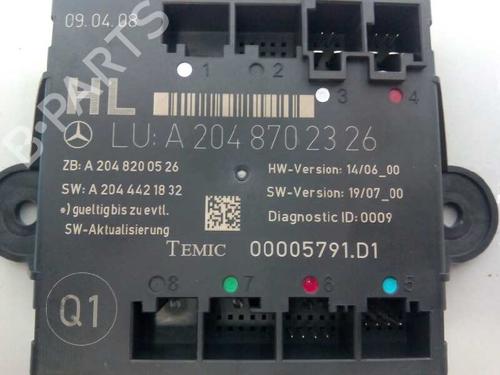 09.04.08
1 2
3 4
HL
LU: A 204 870 23 26
ZB: A 204 820 05 26
HW-Version: 14/06_00
SW: A 204 442 18 32
SW-Version: 19/07_00
*) gueltig bis zu evtl.
Diagnostic ID: 0009
SW-Aktualisierung
TEMIC 00005791.D1
Q1
8 7 6 5
B-PARTS